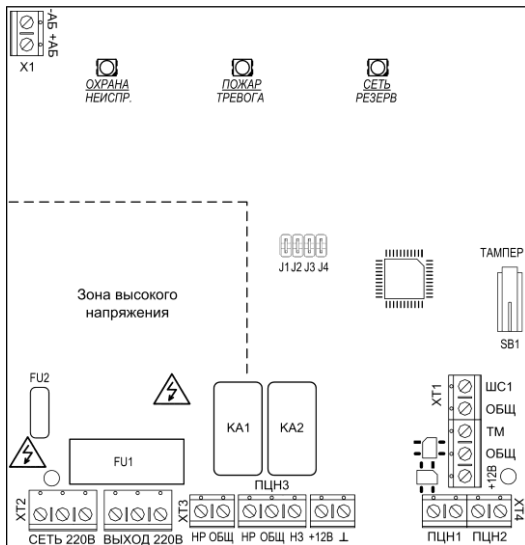 -АБ +АБ
X1
ОХРАНА
НЕИСПР.
ПОЖАР
ТРЕВОГА
СЕТЬ
РЕЗЕРВ
J1 J2 J3 J4
ТАМПЕР
SB1
Зона высокого
напряжения
FU2
FU1
КА1
КА2
ПЦН3
XT1
ШС1
ОБЩ
ТМ
ОБЩ
+12В
XT2
СЕТЬ 220В
ВЫХОД 220В
XT3
НР ОБЩ
НР ОБЩ НЗ
+12В ⊥
ПЦН1
ПЦН2
XT4